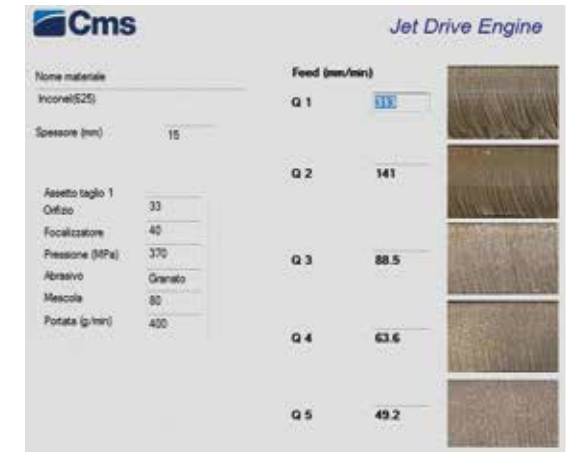 Cms
Jet Drive Engine
Nome materiale
Inconel(625)
Spessore (mm) 15
Assetto taglio 1
Orifizio 33
Focalizzatore 40
Pressione (MPa) 370
Abrasivo Granato
Mescola 80
Portata (g/min) 400
Feed (mm/min)
Q 1 313
Q 2 141
Q 3 88.5
Q 4 63.6
Q 5 49.2